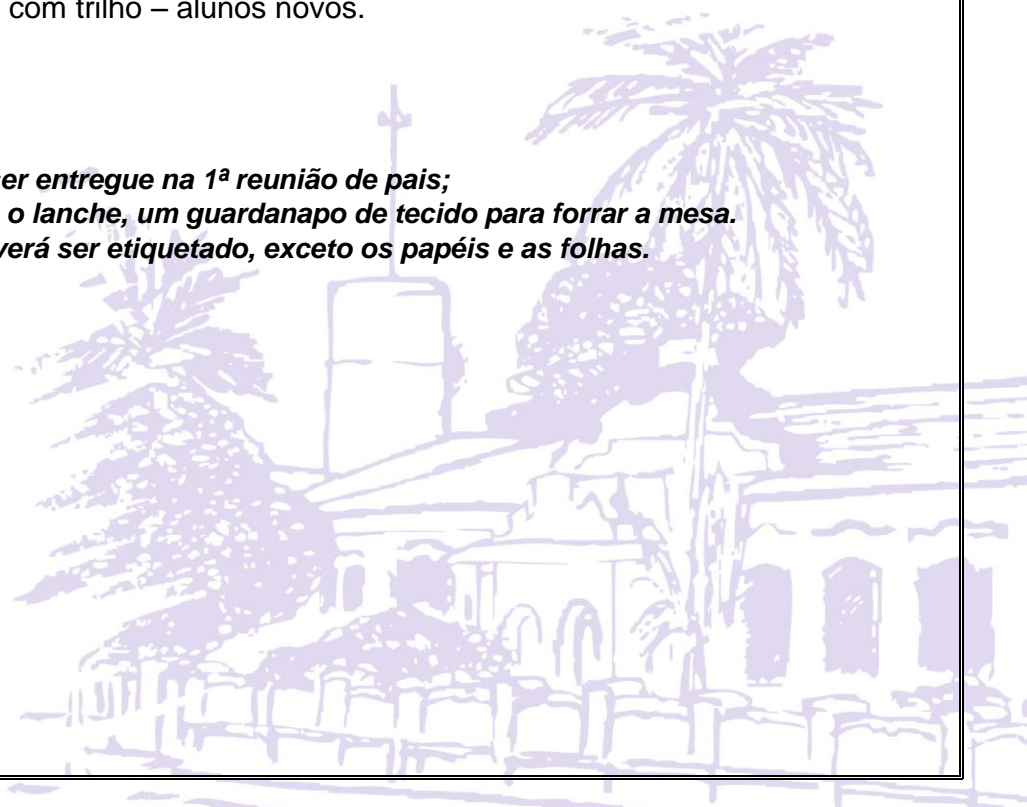 com trilho – alunos novos.
ser entregue na 1ª reunião de pais;
o lanche, um guardanapo de tecido para forrar a mesa.
verá ser etiquetado, exceto os papéis e as folhas.